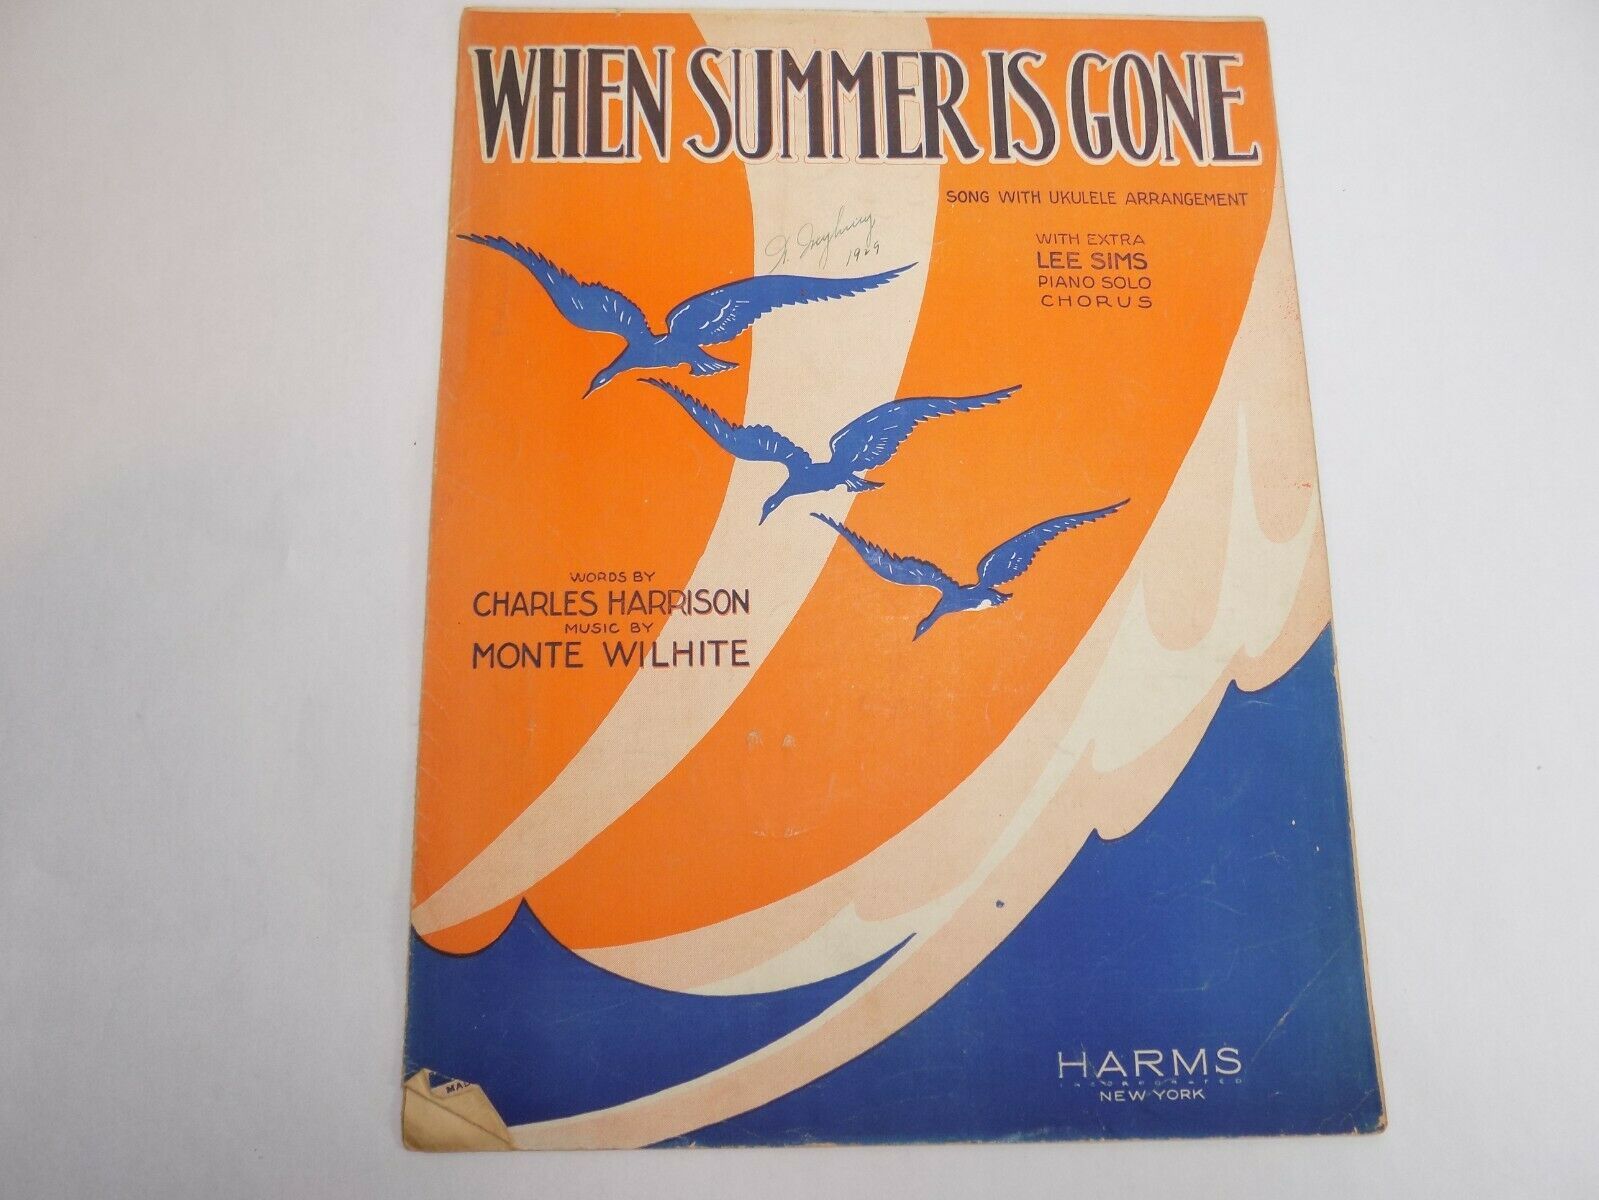 WHEN SUMMER IS GONE
SONG WITH UKULELE ARRANGEMENT
WITH EXTRA
LEE SIMS
PIANO SOLO
CHORUS
1929
WORDS BY
CHARLES HARRISON
MUSIC BY
MONTE WILHITE
HARMS
INCORPORATED
NEW YORK